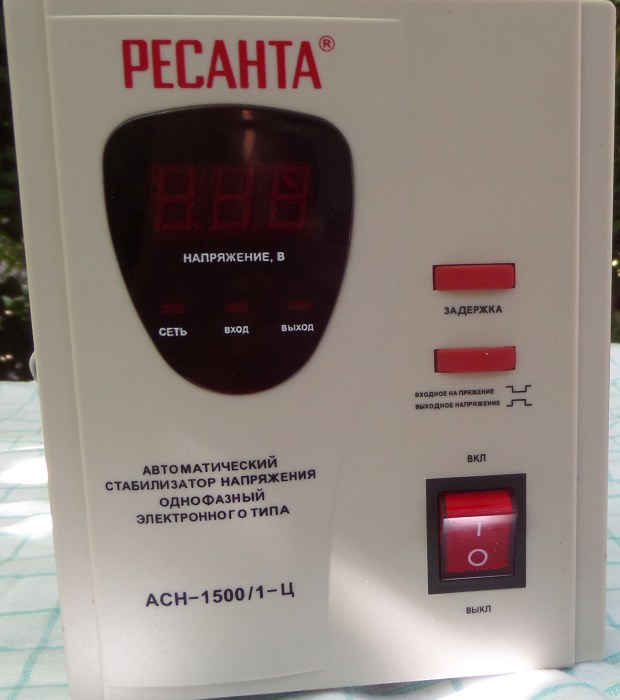 РЕСАНТА®
НАПРЯЖЕНИЕ, В
СЕТЬ ВХОД ВЫХОД
ЗАДЕРЖКА
ВХОДНОЕ НАПРЯЖЕНИЕ
ВЫХОДНОЕ НАПРЯЖЕНИЕ
АВТОМАТИЧЕСКИЙ
СТАБИЛИЗАТОР НАПРЯЖЕНИЯ
ОДНОФАЗНЫЙ
ЭЛЕКТРОННОГО ТИПА
АСН-1500/1-Ц
ВКЛ
I
O
ВЫКЛ